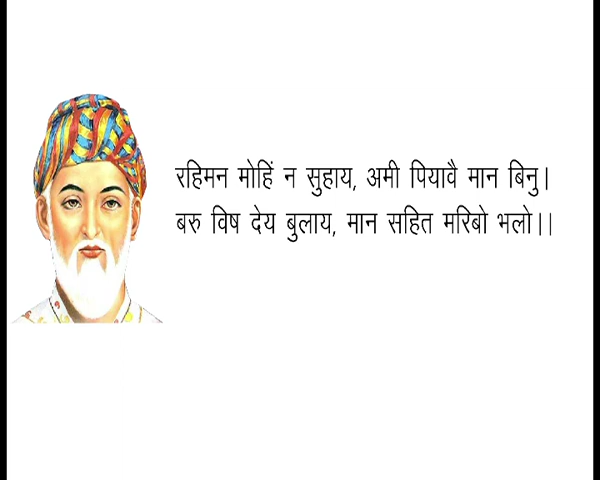 रहिमन मोहिं न सुहाय, अमी पियावै मान बिनु।
बरु विष देय बुलाय, मान सहित मरिबो भलो।।